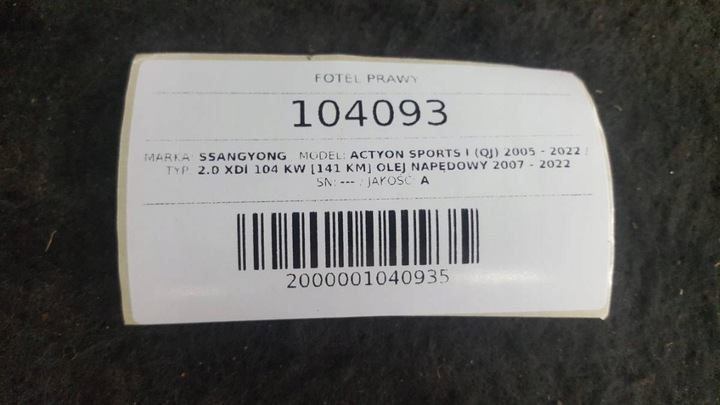 FOTEL PRAWY
104093
MARKA: SSANGYONG MODEL: ACTYON SPORTS I (QJ) 2005 - 2022 /
TYP: 2.0 XDI 104 KW [141 KM] OLEJ NAPĘDOWY 2007 - 2022
SN: --- / JAKOŚĆ: A
2000001040935